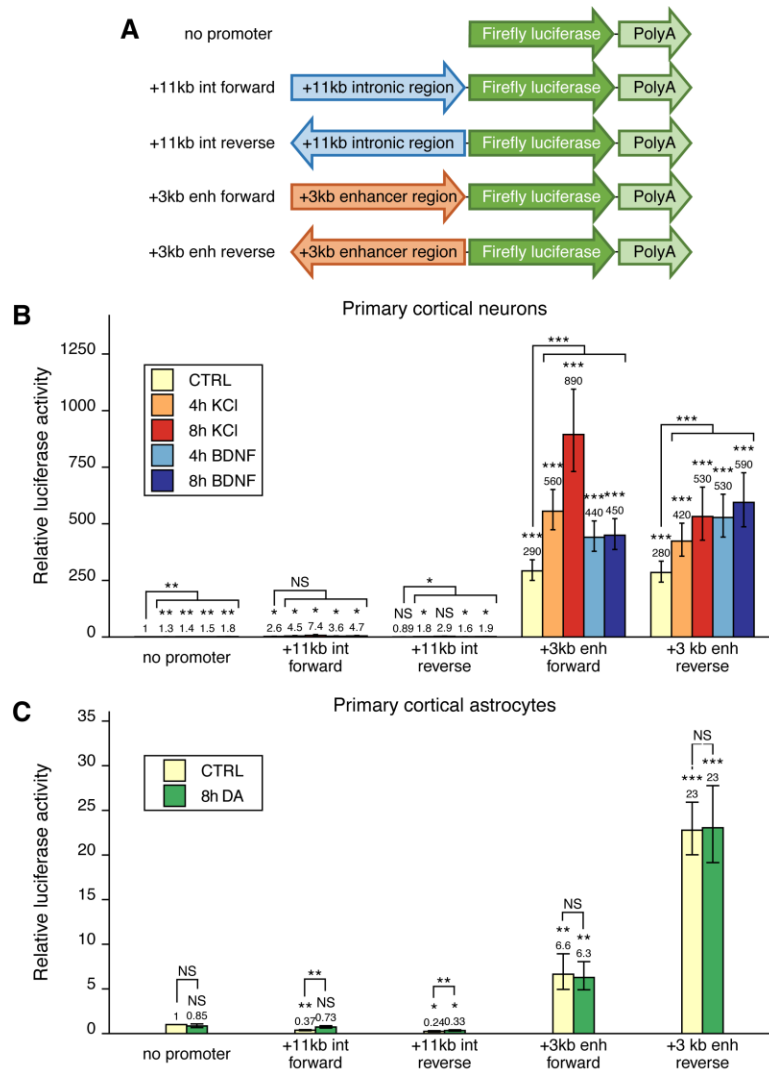 A
no promoter Firefly luciferase PolyA
+11kb int forward +11kb intronic region Firefly luciferase PolyA
+11kb int reverse +11kb intronic region Firefly luciferase PolyA
+3kb enh forward +3kb enhancer region Firefly luciferase PolyA
+3kb enh reverse +3kb enhancer region Firefly luciferase PolyA
B
Primary cortical neurons
Relative luciferase activity
1250
1000
750
500
250
0
CTRL
4h KCl
8h KCl
4h BDNF
8h BDNF
**
** ** ** **
1 1.3 1.4 1.5 1.8
NS
* * * * *
2.6 4.5 7.4 3.6 4.7
*
NS * NS * *
0.89 1.8 2.9 1.6 1.9
***
*** *** *** *** ***
290 560 890 440 450
***
*** *** *** *** ***
280 420 530 530 590
no promoter
+11kb int
forward
+11kb int
reverse
+3kb enh
forward
+3 kb enh
reverse
C
Primary cortical astrocytes
Relative luciferase activity
35
30
25
20
15
10
5
0
CTRL
8h DA
NS
NS
1 0.85
**
** NS
0.37 0.73
**
* *
0.24 0.33
NS
** **
6.6 6.3
NS
*** ***
23 23
no promoter
+11kb int
forward
+11kb int
reverse
+3kb enh
forward
+3 kb enh
reverse